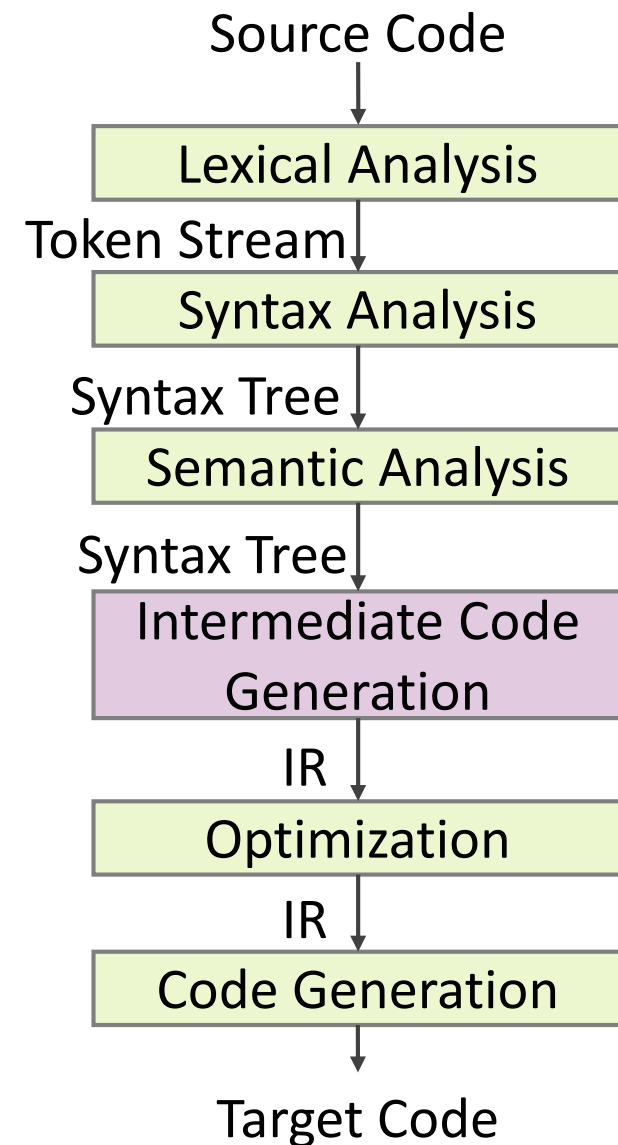 Source Code
Lexical Analysis
Token Stream
Syntax Analysis
Syntax Tree
Semantic Analysis
Syntax Tree
Intermediate Code
Generation
IR
Optimization
IR
Code Generation
Target Code